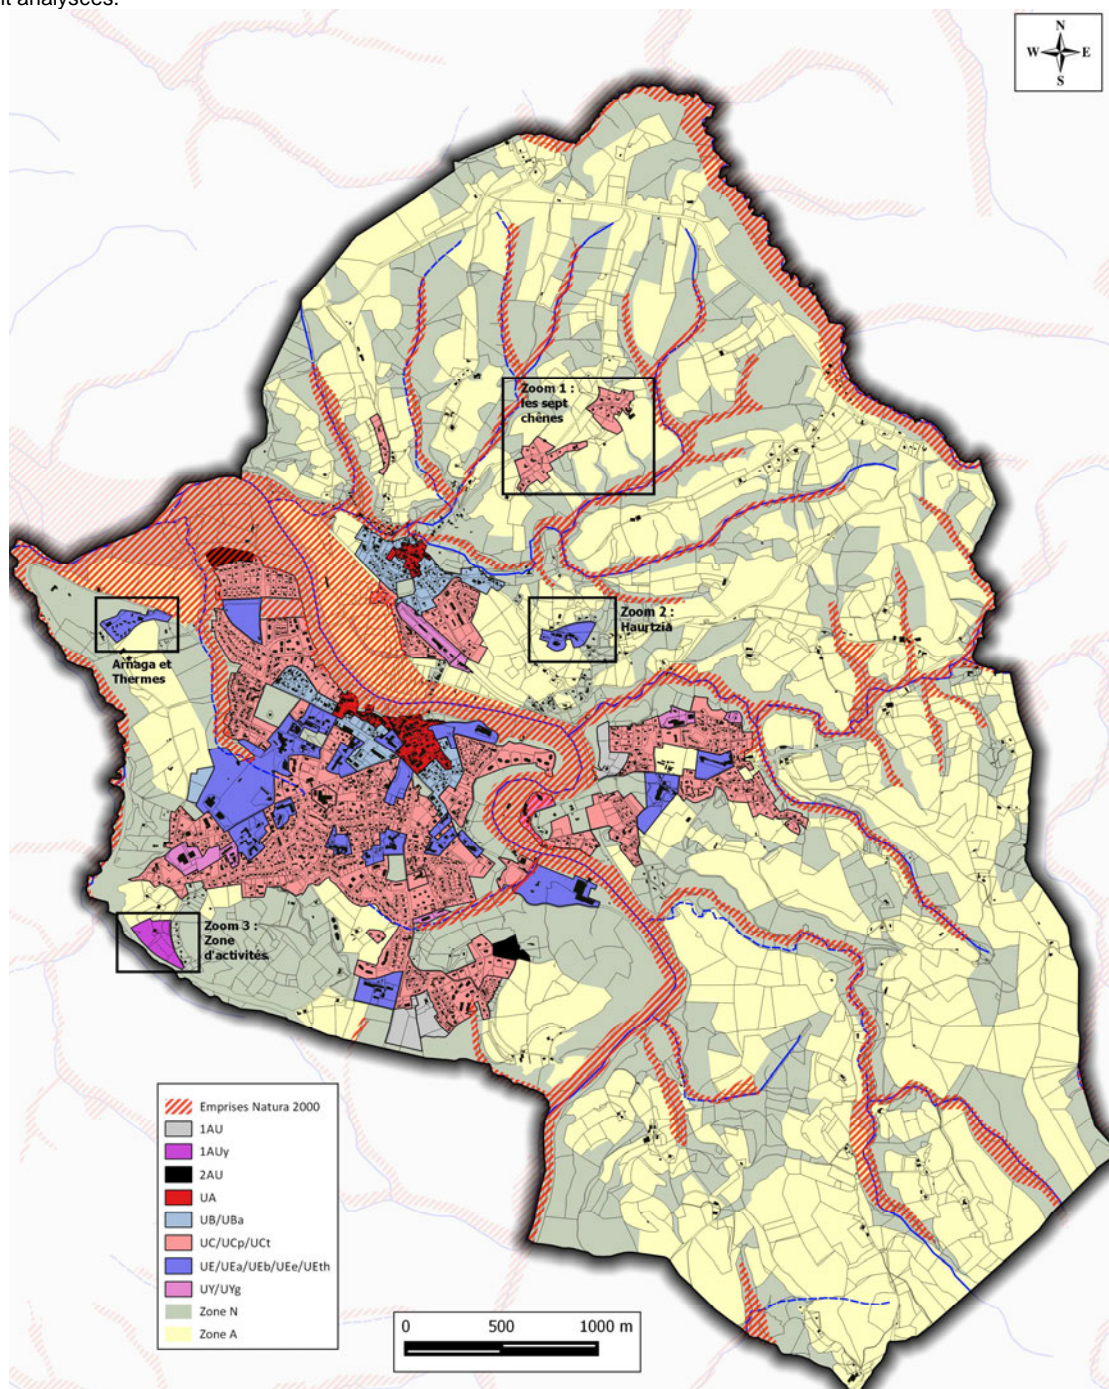 nt analysées.
N
W E
S
Zoom 1 :
les sept
chênes
Zoom 2 :
Haurtzia
Arnaga et
Thermes
Zoom 3 :
Zone
d'activités
Emprises Natura 2000
1AU
1AUy
2AU
UA
UB/UBa
UC/UCp/UCt
UE/UEa/UEb/UEe/UEth
UY/UYg
Zone N
Zone A
0 500 1000 m